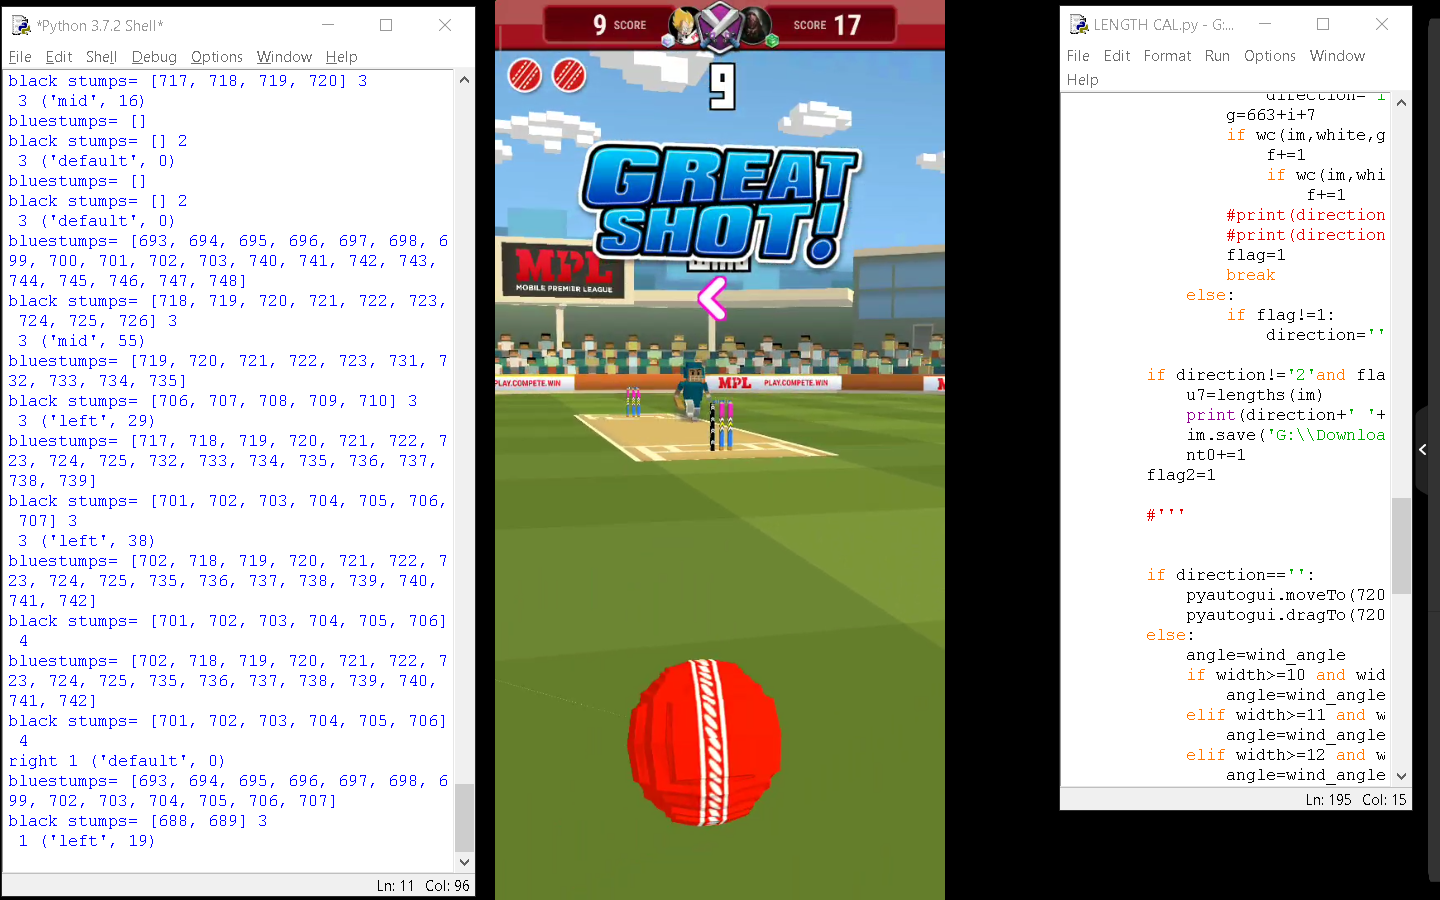 *Python 3.7.2 Shell*
File Edit Shell Debug Options Window Help
black stumps= [717, 718, 719, 720] 3
3 ('mid', 16)
bluestumps= []
black stumps= [] 2
3 ('default', 0)
bluestumps= []
black stumps= [] 2
3 ('default', 0)
bluestumps= [693, 694, 695, 696, 697, 698, 6
99, 700, 701, 702, 703, 740, 741, 742, 743,
744, 745, 746, 747, 748]
black stumps= [718, 719, 720, 721, 722, 723,
724, 725, 726] 3
3 ('mid', 55)
bluestumps= [719, 720, 721, 722, 723, 731, 7
32, 733, 734, 735]
black stumps= [706, 707, 708, 709, 710] 3
3 ('left', 29)
bluestumps= [717, 718, 719, 720, 721, 722, 7
23, 724, 725, 732, 733, 734, 735, 736, 737,
738, 739]
black stumps= [701, 702, 703, 704, 705, 706,
707] 3
3 ('left', 38)
bluestumps= [702, 718, 719, 720, 721, 722, 7
23, 724, 725, 735, 736, 737, 738, 739, 740,
741, 742]
black stumps= [701, 702, 703, 704, 705, 706]
4
bluestumps= [702, 718, 719, 720, 721, 722, 7
23, 724, 725, 735, 736, 737, 738, 739, 740,
741, 742]
black stumps= [701, 702, 703, 704, 705, 706]
4
right 1 ('default', 0)
bluestumps= [693, 694, 695, 696, 697, 698, 6
99, 702, 703, 704, 705, 706, 707]
black stumps= [688, 689] 3
1 ('left', 19)
Ln: 11 Col: 96
9 SCORE
SCORE 17
9
GREAT
SHOT!
MPL
MOBILE PREMIER LEAGUE
PLAY.COMPETE.WIN
MPL PLAY.COMPETE.WIN
LENGTH CAL.py - G:...
File Edit Format Run Options Window
Help
direction='i
g=663+i+7
if wc(im,white,g
f+=1
if wc(im,whi
f+=1
#print(direction
#print(direction
flag=1
break
else:
if flag!=1:
direction=''
if direction!='2'and fla
u7=lengths(im)
print(direction+' '+
im.save('G:\\Downloa
nt0+=1
flag2=1
#'''
if direction=='':
pyautogui.moveTo(720
pyautogui.dragTo(720
else:
angle=wind_angle
if width>=10 and wid
angle=wind_angle
elif width>=11 and w
angle=wind_angle
elif width>=12 and w
angle=wind_angle
Ln: 195 Col: 15